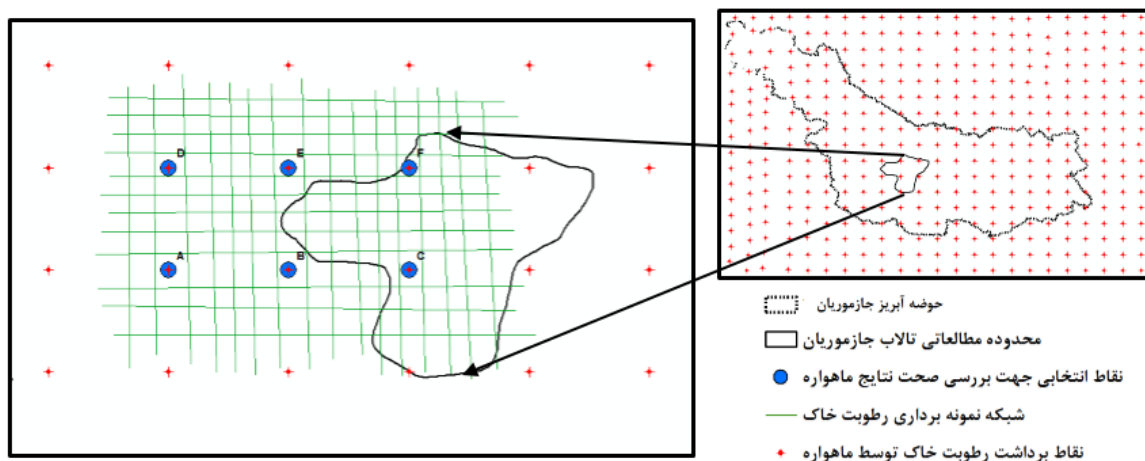 D E F
A B C
حوضه آبریز جازموریان
محدوده مطالعاتی تالاب جازموریان
نقاط انتخابی جهت بررسی صحت نتایج ماهواره
شبکه نمونه برداری رطوبت خاک
نقاط برداشت رطوبت خاک توسط ماهواره